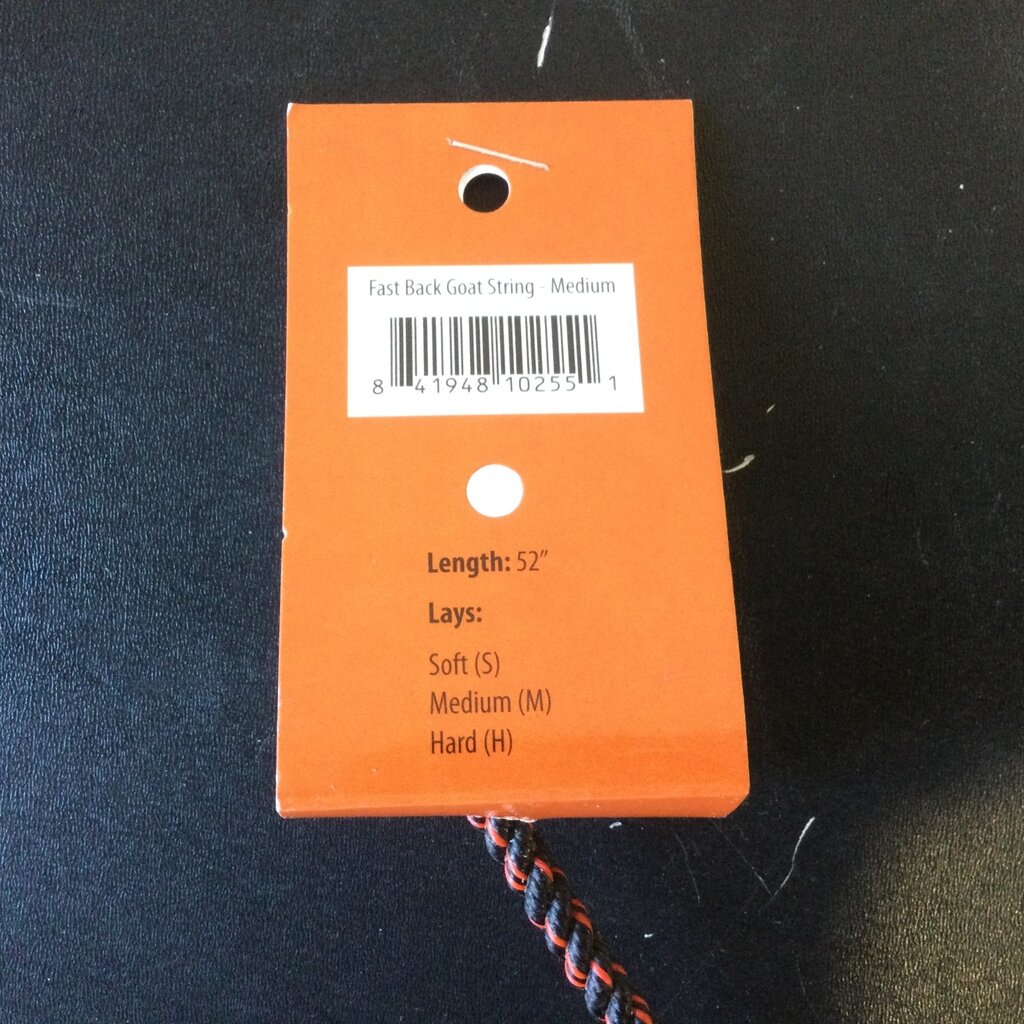 Fast Back Goat String - Medium
8 41948 10255 1
Length: 52”
Lays:
Soft (S)
Medium (M)
Hard (H)